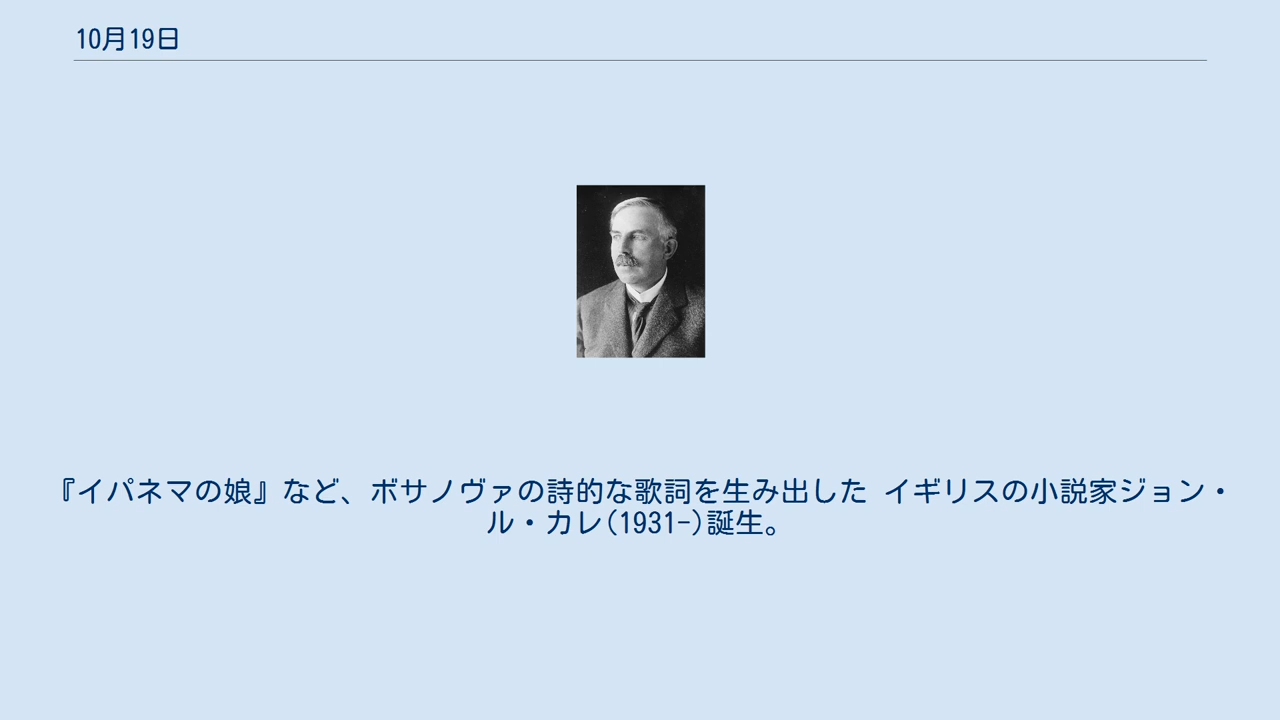 10月19日
『イパネマの娘』など、ボサノヴァの詩的な歌詞を生み出した イギリスの小説家ジョン・
ル・カレ(1931-)誕生。